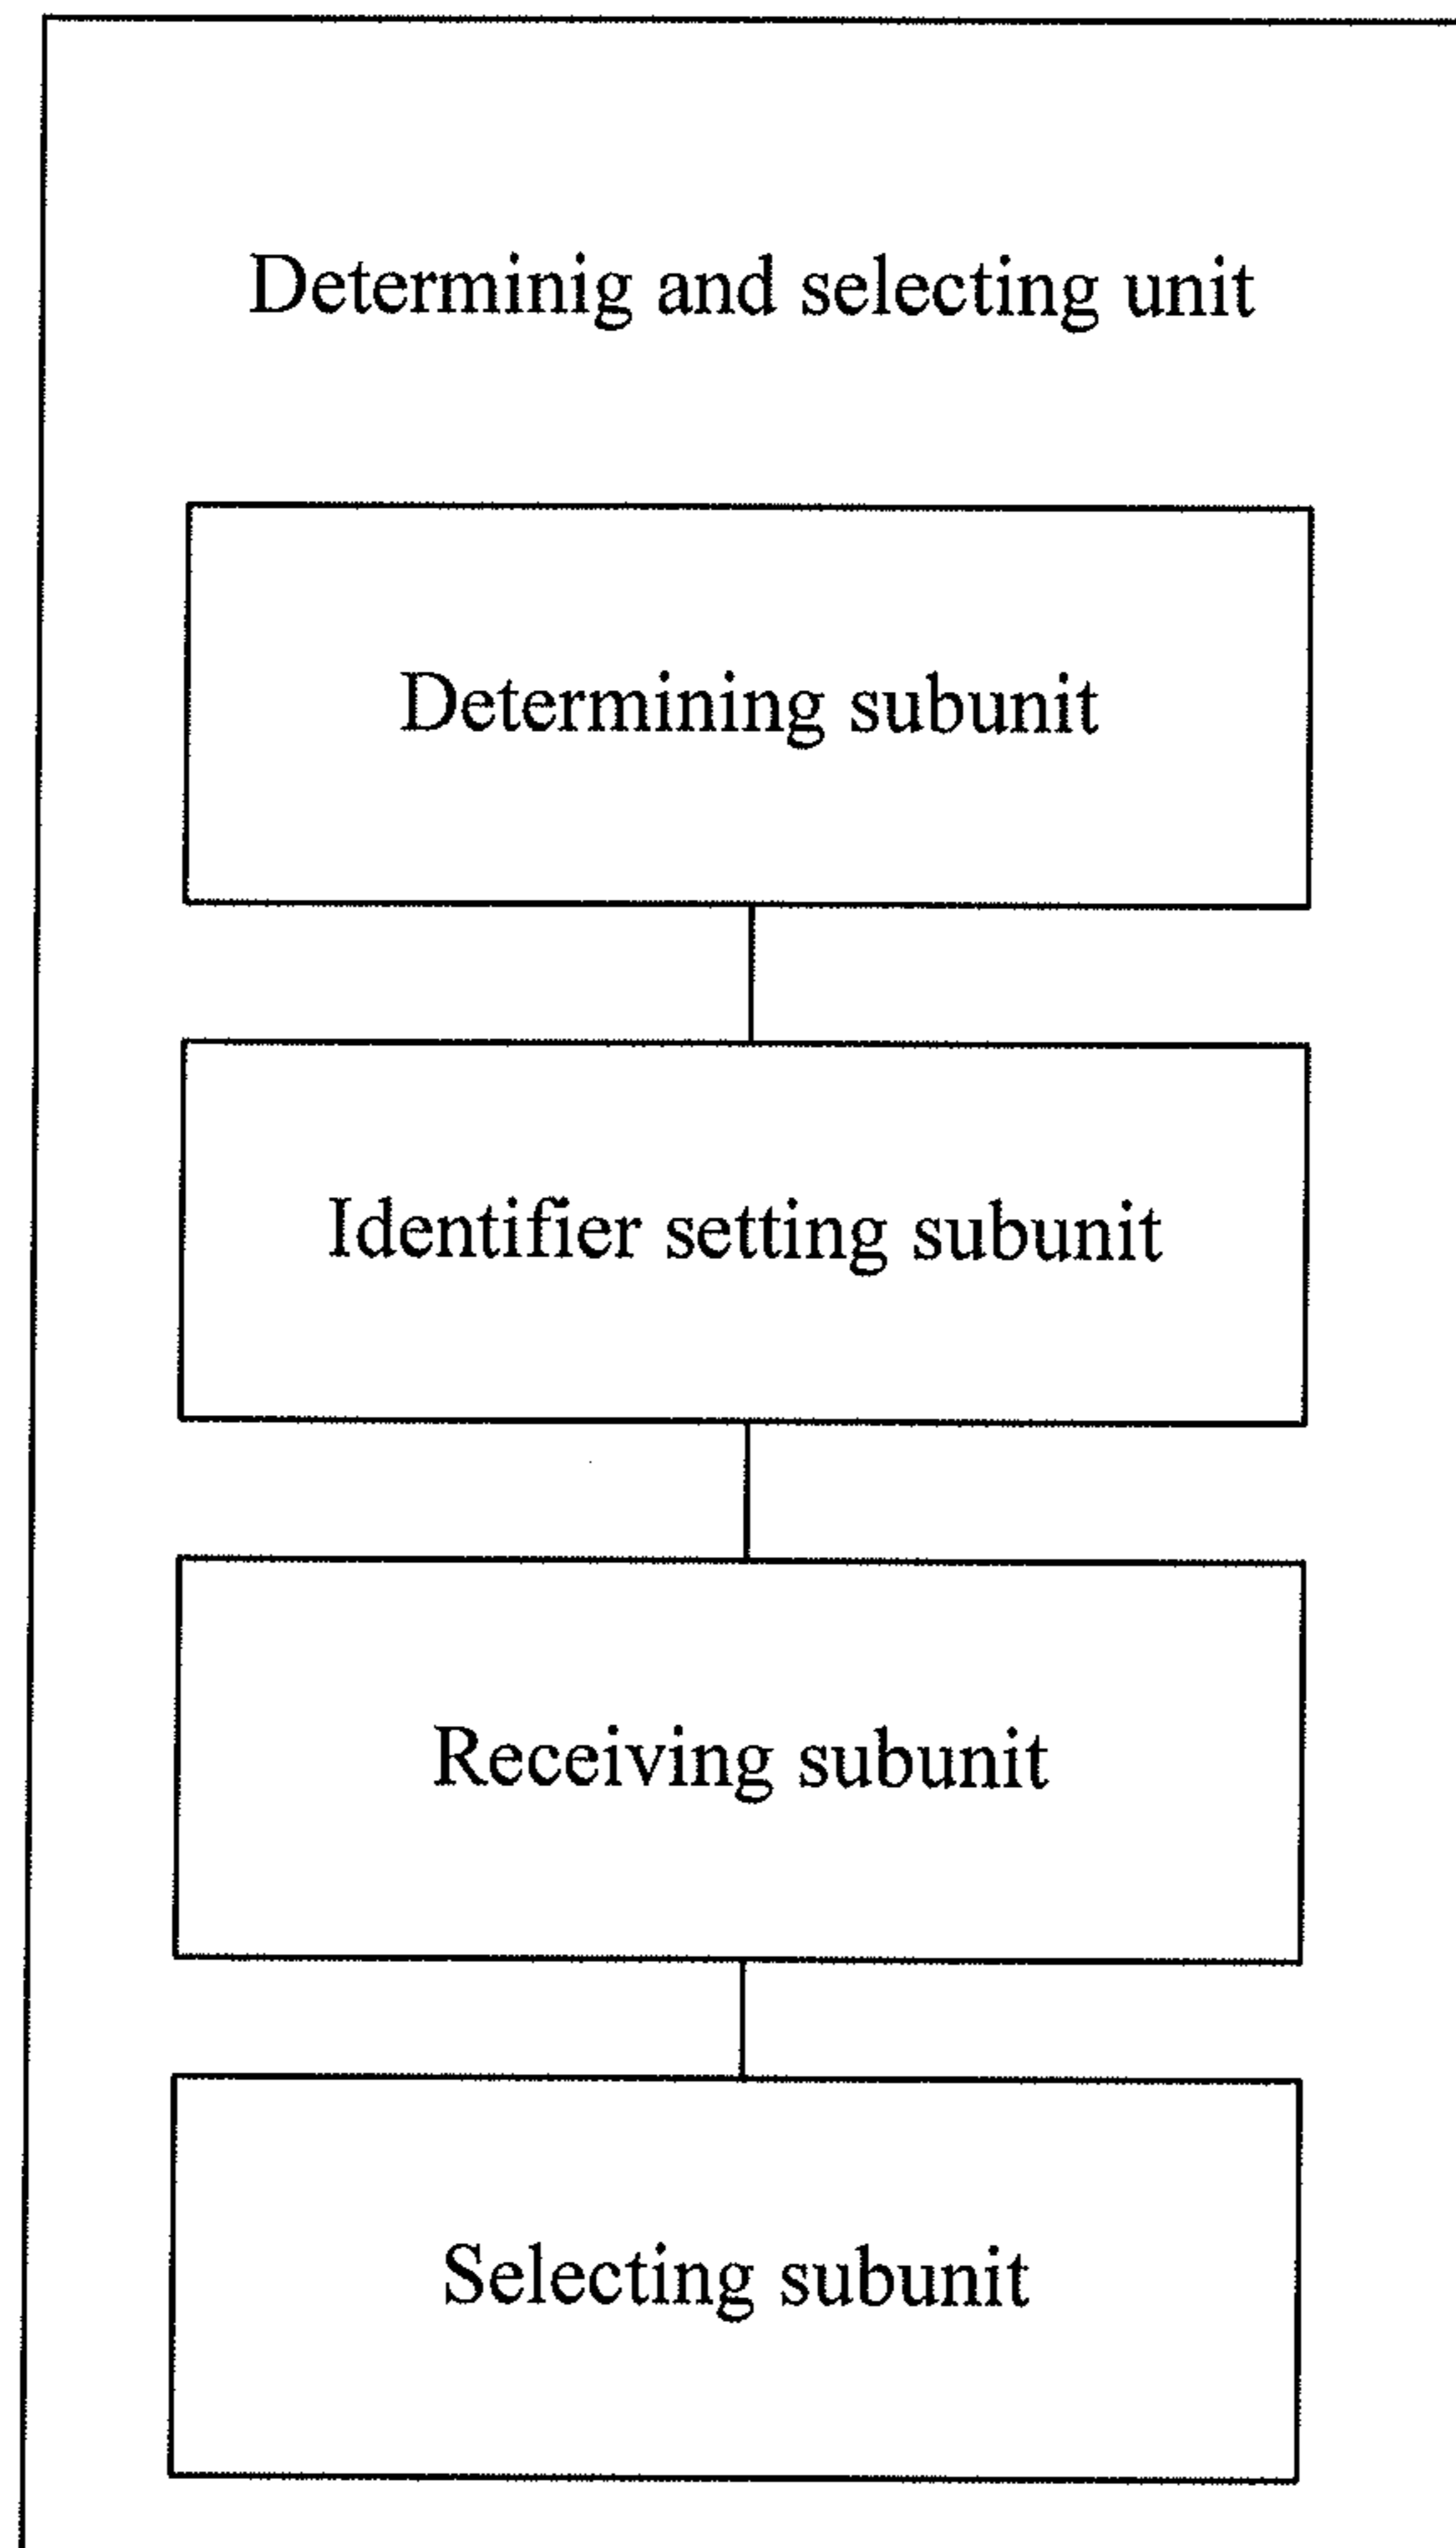 Determinig and selecting unit
Determining subunit
Identifier setting subunit
Receiving subunit
Selecting subunit